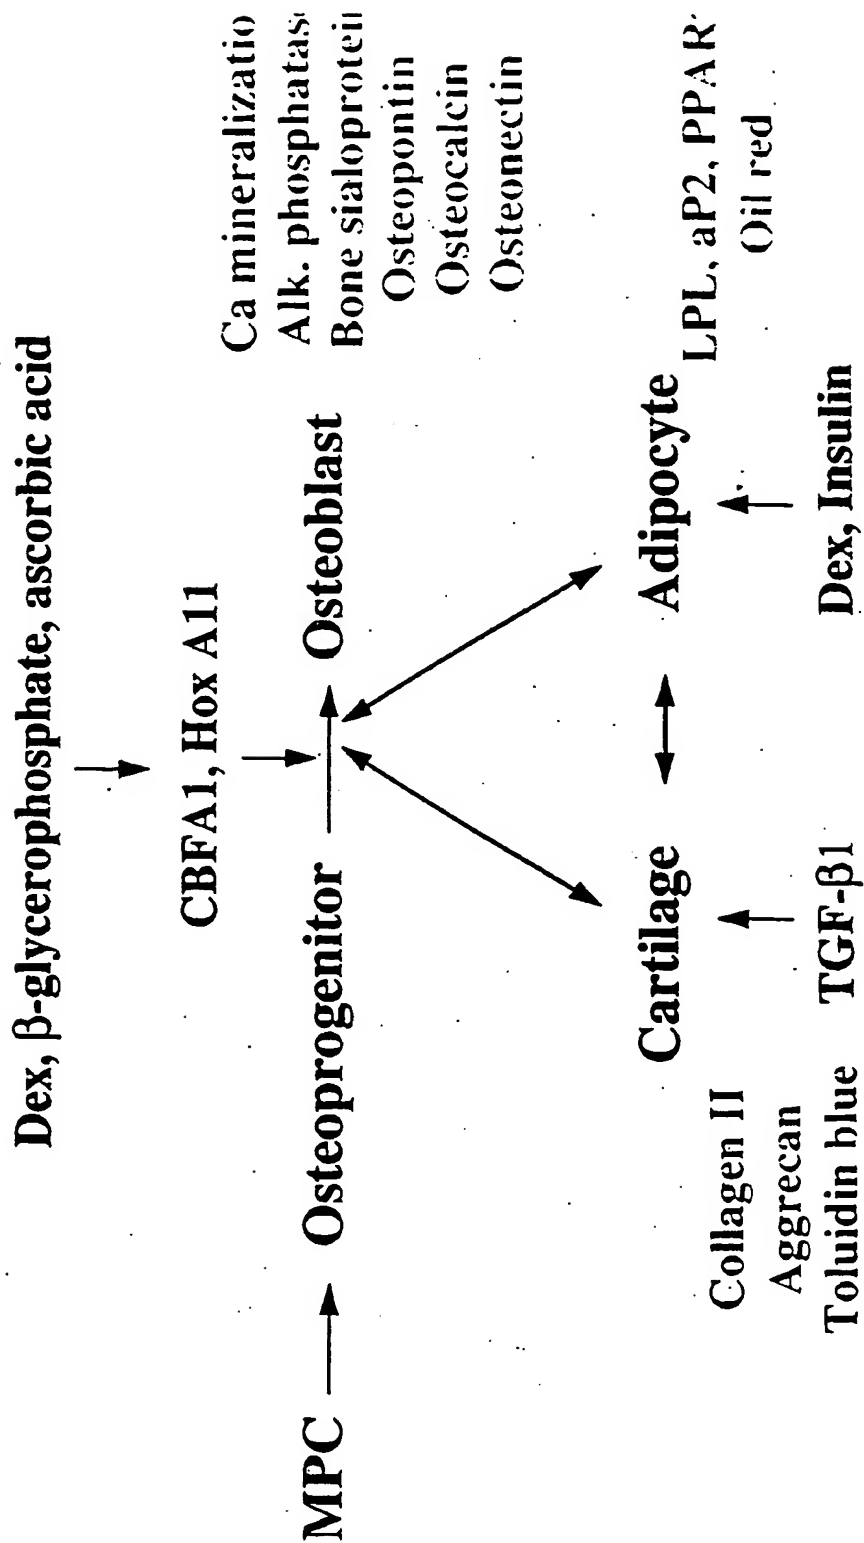 Dex, β-glycerophosphate, ascorbic acid
CBFA1, Hox A11
MPC
Osteoprogenitor
Osteoblast
Ca mineralizatio
Alk. phosphatas
Bone sialoprotei
Osteopontin
Osteocalcin
Osteonectin
Cartilage
Adipocyte
LPL, aP2, PPAR
Oil red
Collagen II
Aggrecan
Toluidin blue
TGF-β1
Dex, Insulin